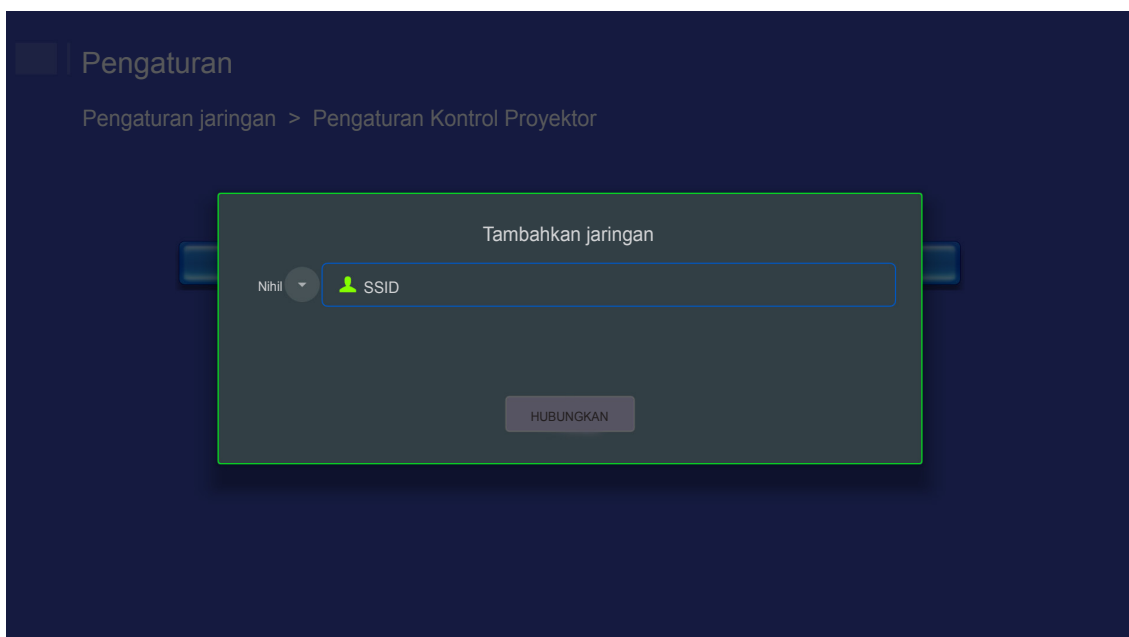 Pengaturan
Pengaturan jaringan > Pengaturan Kontrol Proyektor
Tambahkan jaringan
Nihil SSID
HUBUNGKAN